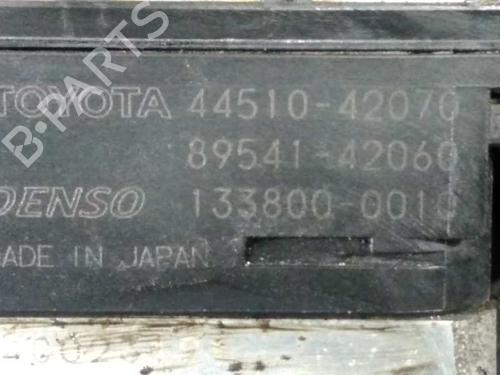 B-PARTS
TOYOTA 44510-42070
89541-42060
DENSO 133800-0010
MADE IN JAPAN